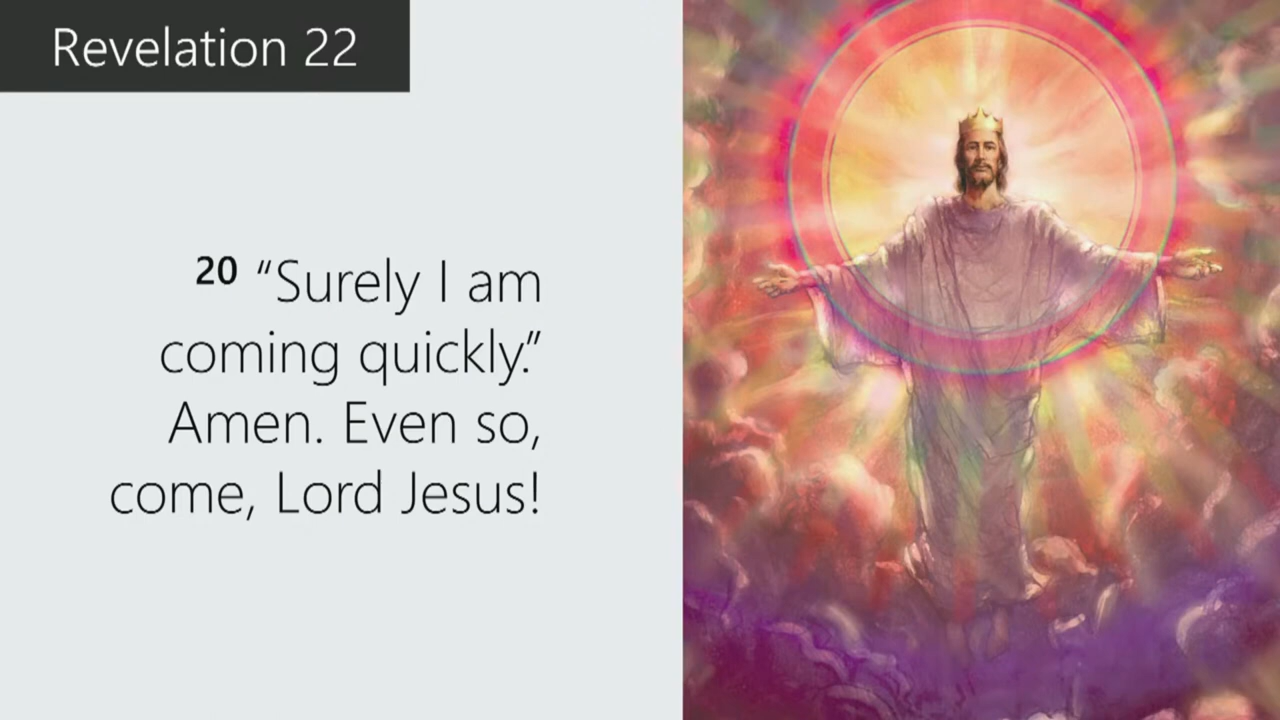 Revelation 22
20 “Surely I am
coming quickly.”
Amen. Even so,
come, Lord Jesus!